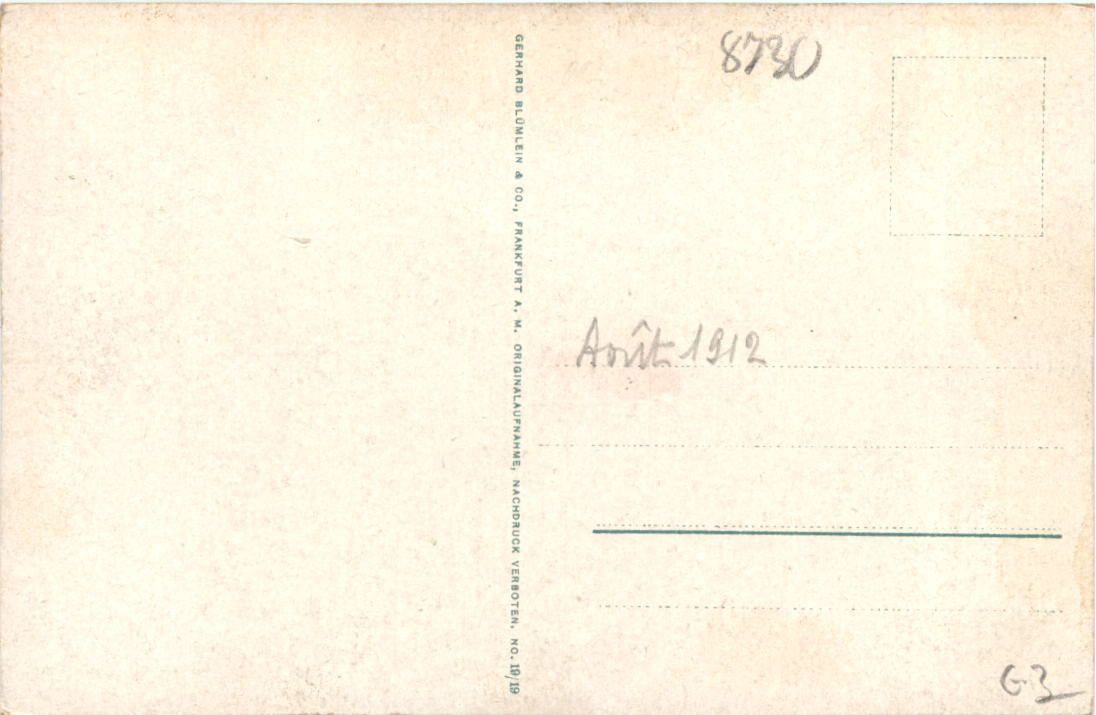 GERHARD BLÜMLEIN & CO., FRANKFURT A. M. ORIGINALAUFNAHME, NACHDRUCK VERBOTEN. NO. 19/19
8730
Août 1912
G3